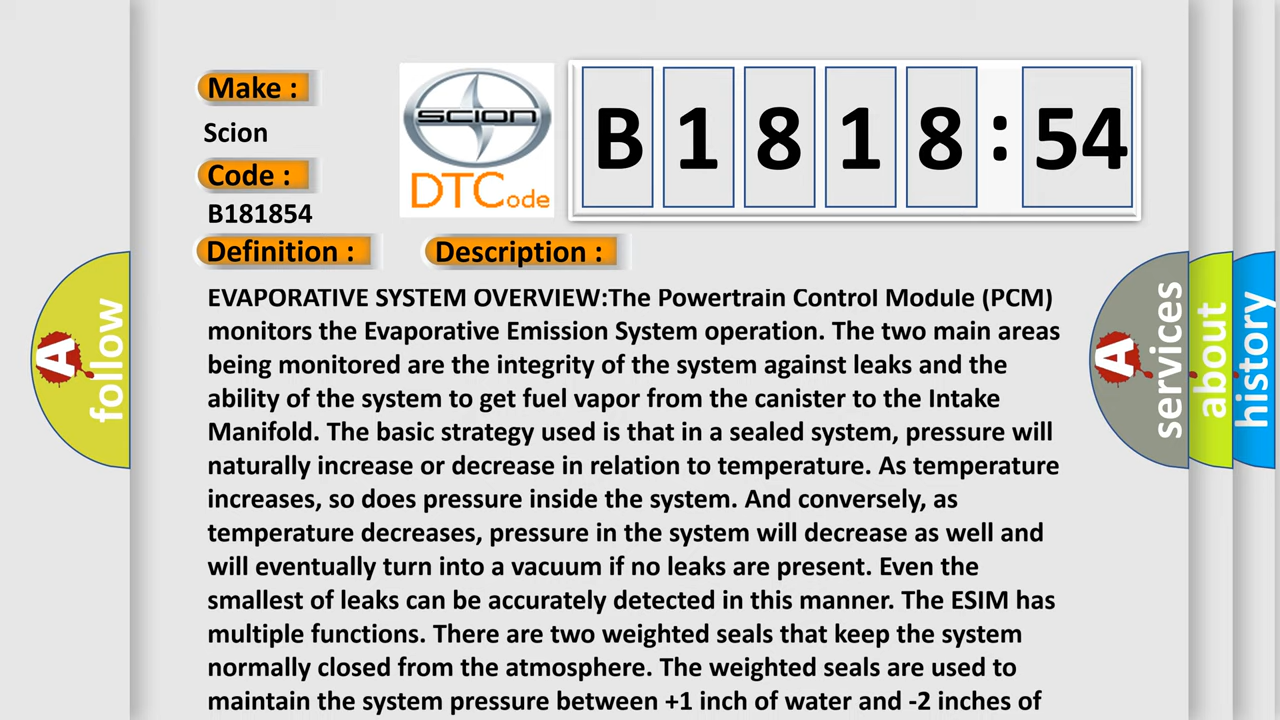 Make :
Scion
Code :
B181854
SCION
DTCode
B 1 8 1 8 : 54
Definition :
Description :
EVAPORATIVE SYSTEM OVERVIEW:The Powertrain Control Module (PCM)
monitors the Evaporative Emission System operation. The two main areas
being monitored are the integrity of the system against leaks and the
ability of the system to get fuel vapor from the canister to the Intake
Manifold. The basic strategy used is that in a sealed system, pressure will
naturally increase or decrease in relation to temperature. As temperature
increases, so does pressure inside the system. And conversely, as
temperature decreases, pressure in the system will decrease as well and
will eventually turn into a vacuum if no leaks are present. Even the
smallest of leaks can be accurately detected in this manner. The ESIM has
multiple functions. There are two weighted seals that keep the system
normally closed from the atmosphere. The weighted seals are used to
maintain the system pressure between +1 inch of water and -2 inches of
A
follow
A
services
about
history